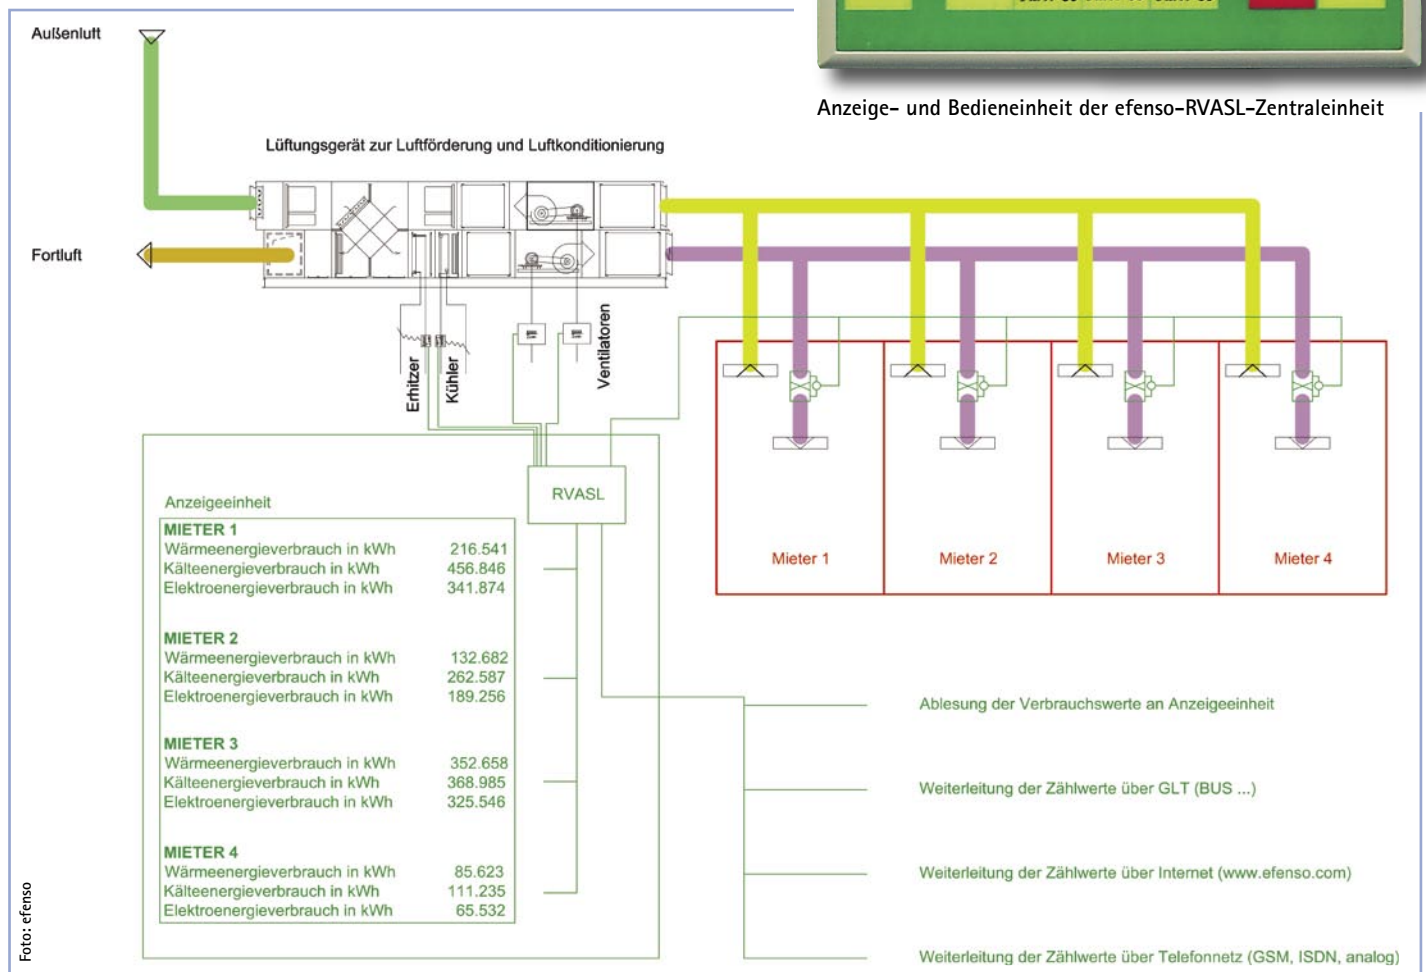 Anzeige- und Bedieneinheit der efenso-RVASL-Zentraleinheit
Außenluft
Lüftungsgerät zur Luftförderung und Luftkonditionierung
Fortluft
Erhitzer
Kühler
Ventilatoren
RVASL
Mieter 1
Mieter 2
Mieter 3
Mieter 4
Anzeigeeinheit
MIETER 1
Wärmeenergieverbrauch in kWh 216.541
Kälteenergieverbrauch in kWh 456.846
Elektroenergieverbrauch in kWh 341.874
MIETER 2
Wärmeenergieverbrauch in kWh 132.682
Kälteenergieverbrauch in kWh 262.587
Elektroenergieverbrauch in kWh 189.256
MIETER 3
Wärmeenergieverbrauch in kWh 352.658
Kälteenergieverbrauch in kWh 368.985
Elektroenergieverbrauch in kWh 325.546
MIETER 4
Wärmeenergieverbrauch in kWh 85.623
Kälteenergieverbrauch in kWh 111.235
Elektroenergieverbrauch in kWh 65.532
Ablesung der Verbrauchswerte an Anzeigeeinheit
Weiterleitung der Zählwerte über GLT (BUS ...)
Weiterleitung der Zählwerte über Internet (www.efenso.com)
Weiterleitung der Zählwerte über Telefonnetz (GSM, ISDN, analog)
Foto: efenso